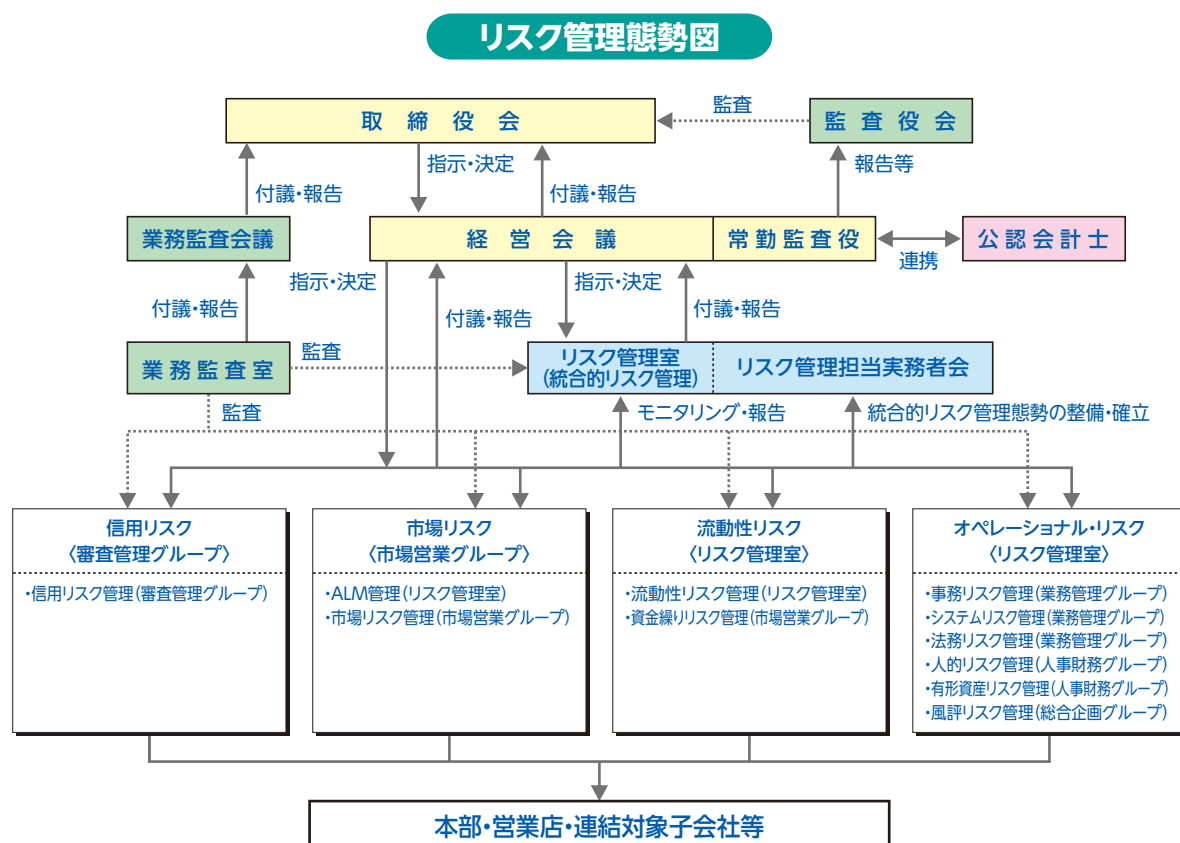 リスク管理態勢図
取締役会
監査
監査役会
指示・決定
付議・報告
報告等
付議・報告
業務監査会議
経営会議
常勤監査役
連携
公認会計士
指示・決定
指示・決定
付議・報告
付議・報告
付議・報告
業務監査室
監査
リスク管理室
(統合的リスク管理)
リスク管理担当実務者会
監査
モニタリング・報告
統合的リスク管理態勢の整備・確立
信用リスク
〈審査管理グループ〉
・信用リスク管理(審査管理グループ)
市場リスク
〈市場営業グループ〉
・ALM管理(リスク管理室)
・市場リスク管理(市場営業グループ)
流動性リスク
〈リスク管理室〉
・流動性リスク管理(リスク管理室)
・資金繰りリスク管理(市場営業グループ)
オペレーショナル・リスク
〈リスク管理室〉
・事務リスク管理(業務管理グループ)
・システムリスク管理(業務管理グループ)
・法務リスク管理(業務管理グループ)
・人的リスク管理(人事財務グループ)
・有形資産リスク管理(人事財務グループ)
・風評リスク管理(総合企画グループ)
本部・営業店・連結対象子会社等